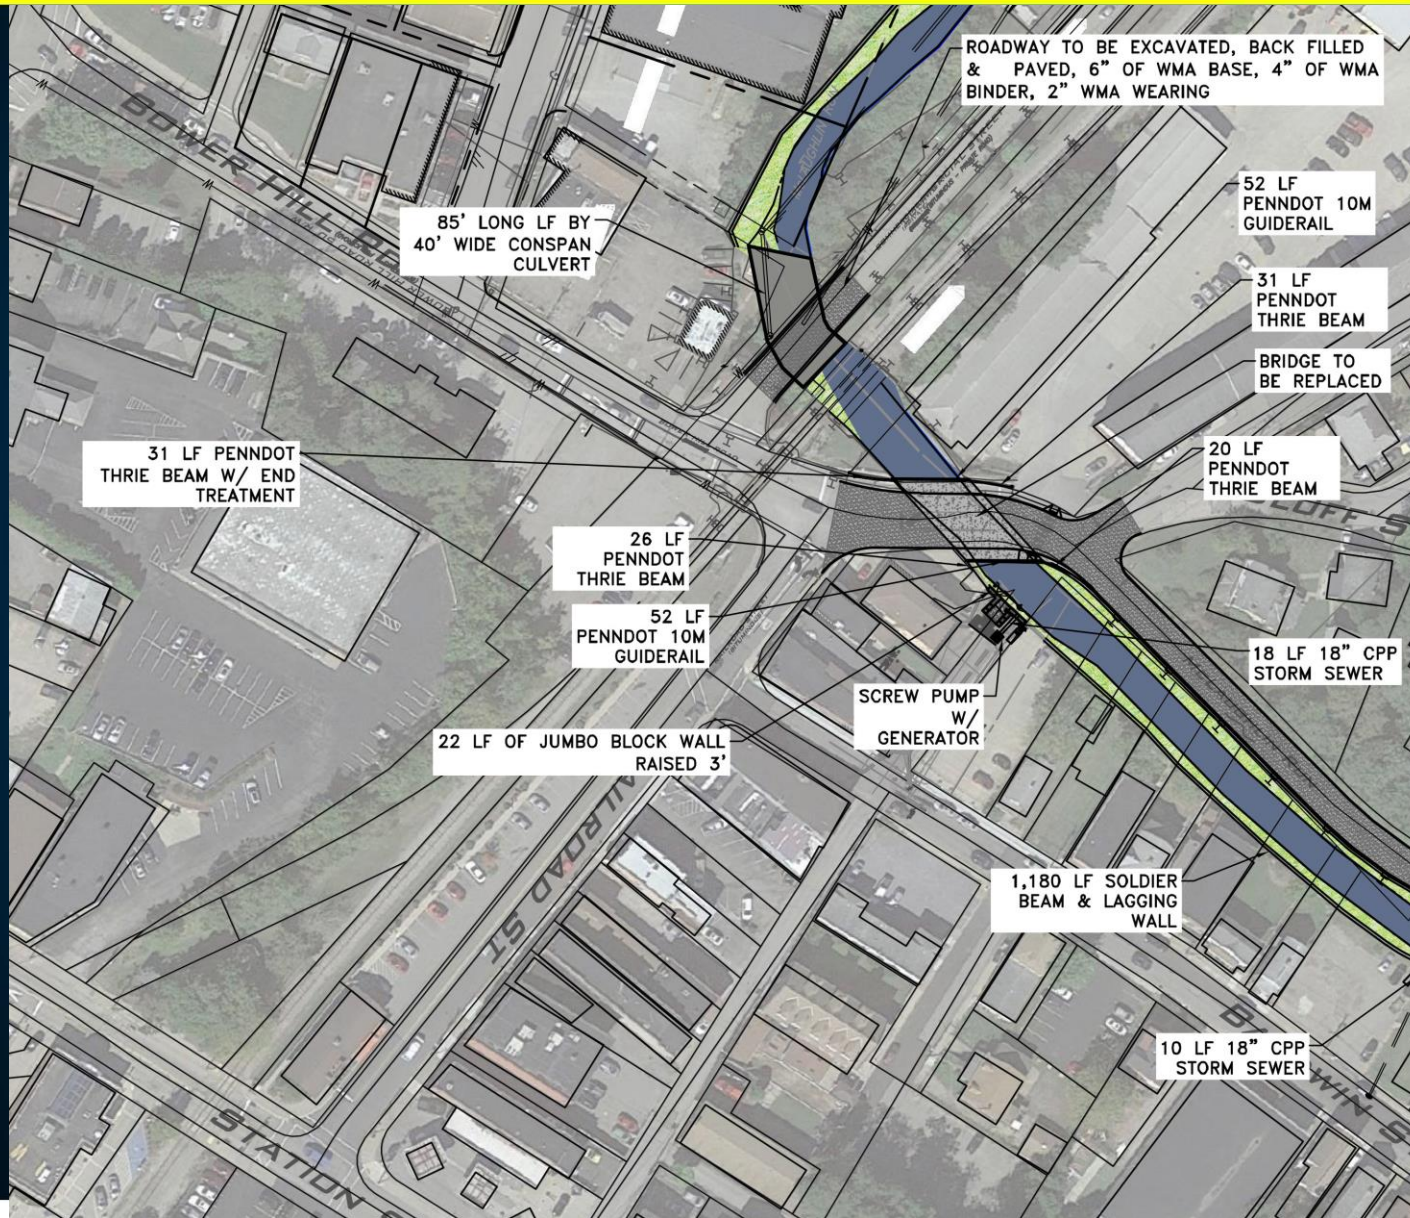 ROADWAY TO BE EXCAVATED, BACK FILLED
& PAVED, 6" OF WMA BASE, 4" OF WMA
BINDER, 2" WMA WEARING
52 LF
PENNDOT 10M
GUIDERAIL
85' LONG LF BY
40' WIDE CONSPAN
CULVERT
31 LF
PENNDOT
THRIE BEAM
BRIDGE TO
BE REPLACED
31 LF PENNDOT
THRIE BEAM W/ END
TREATMENT
20 LF
PENNDOT
THRIE BEAM
26 LF
PENNDOT
THRIE BEAM
52 LF
PENNDOT 10M
GUIDERAIL
18 LF 18" CPP
STORM SEWER
SCREW PUMP
W/
GENERATOR
22 LF OF JUMBO BLOCK WALL
RAISED 3'
1,180 LF SOLDIER
BEAM & LAGGING
WALL
10 LF 18" CPP
STORM SEWER
BOWER HILL ROAD
RAILROAD ST
STATION
BALDWIN S